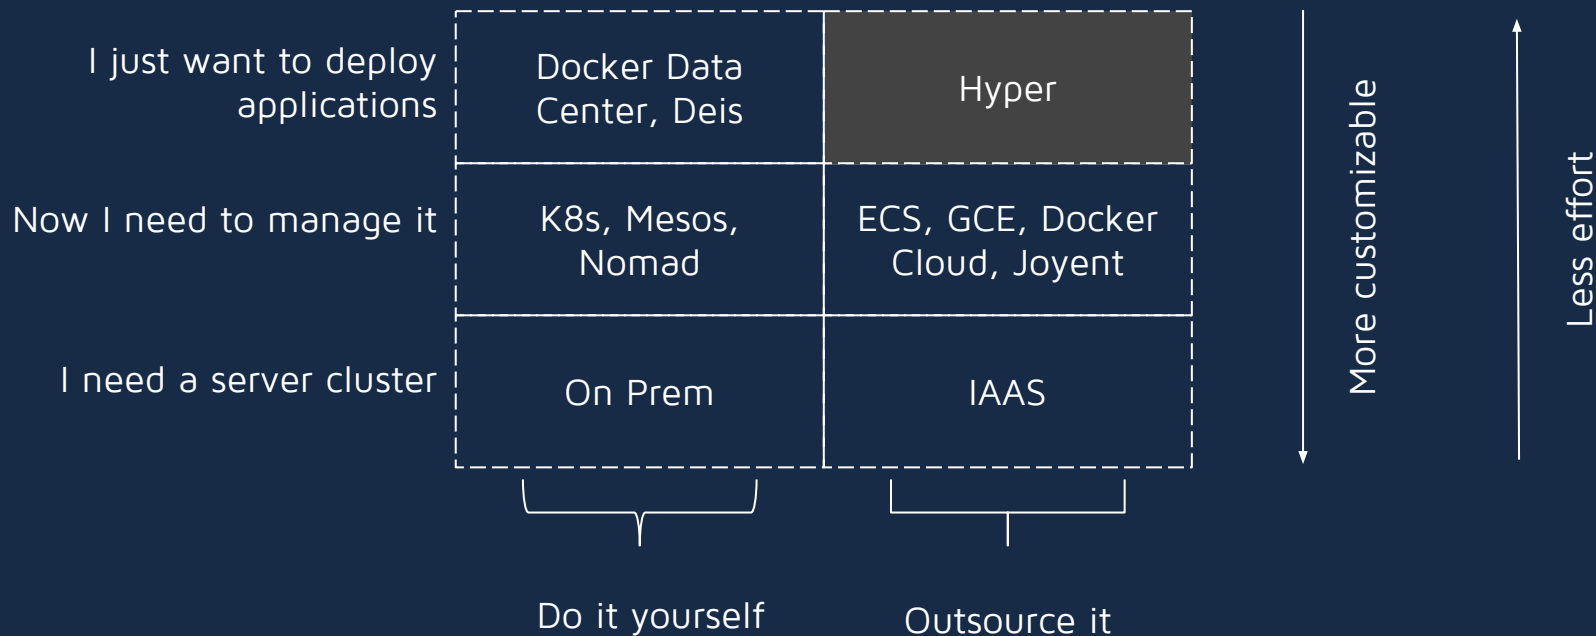 I just want to deploy
applications
Docker Data
Center, Deis
Hyper
Now I need to manage it
K8s, Mesos,
Nomad
ECS, GCE, Docker
Cloud, Joyent
I need a server cluster
On Prem
IAAS
More customizable
Less effort
Do it yourself
Outsource it